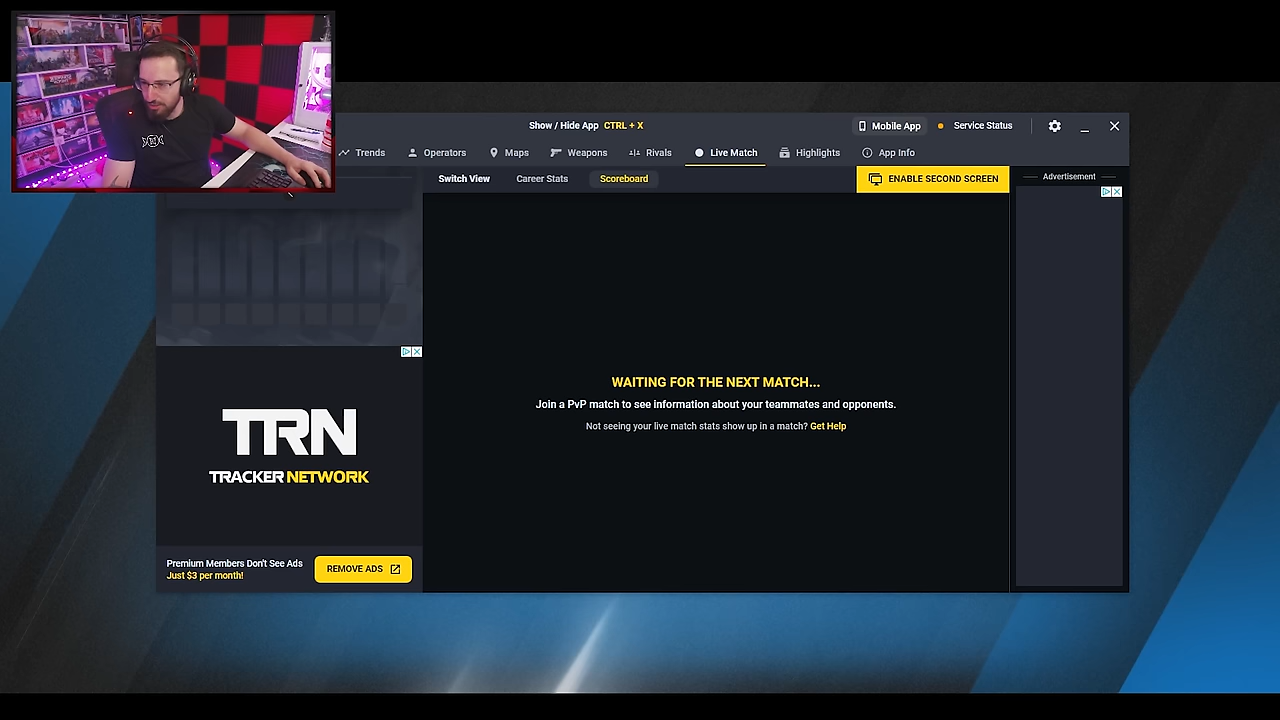 Show / Hide App CTRL + X
Mobile App
Service Status
Trends
Operators
Maps
Weapons
Rivals
Live Match
Highlights
App Info
Switch View
Career Stats
Scoreboard
ENABLE SECOND SCREEN
Advertisement
WAITING FOR THE NEXT MATCH...
Join a PvP match to see information about your teammates and opponents.
Not seeing your live match stats show up in a match? Get Help
TRN
TRACKER NETWORK
Premium Members Don't See Ads
Just $3 per month!
REMOVE ADS